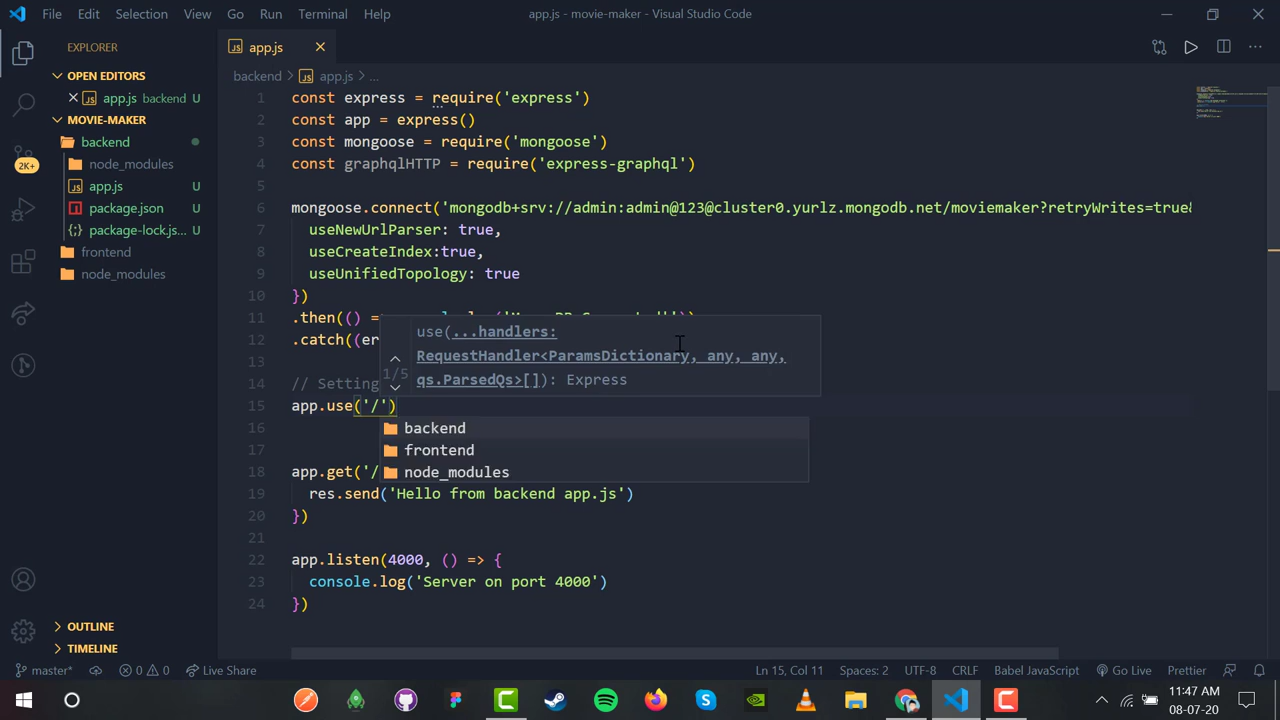 File Edit Selection View Go Run Terminal Help
app.js - movie-maker - Visual Studio Code
EXPLORER
OPEN EDITORS
app.js backend U
MOVIE-MAKER
backend
node_modules
app.js U
package.json U
package-lock.js... U
frontend
node_modules
2K+
OUTLINE
TIMELINE
app.js
backend > app.js > ...
1 const express = require('express')
2 const app = express()
3 const mongoose = require('mongoose')
4 const graphqlHTTP = require('express-graphql')
5
6 mongoose.connect('mongodb+srv://admin:admin@123@cluster0.yurlz.mongodb.net/moviemaker?retryWrites=true&
7 useNewUrlParser: true,
8 useCreateIndex:true,
9 useUnifiedTopology: true
10 })
11 .then(()
12 .catch((er
13
14 // Setting
15 app.use('/')
16
17
18 app.get('/
19 res.send('Hello from backend app.js')
20 })
21
22 app.listen(4000, () => {
23 console.log('Server on port 4000')
24 })
1/5
use(...handlers:
RequestHandler<ParamsDictionary, any, any,
qs.ParsedQs>[]): Express
backend
frontend
node_modules
master* 0 0 Live Share
Ln 15, Col 11 Spaces: 2 UTF-8 CRLF Babel JavaScript Go Live Prettier
11:47 AM
08-07-20